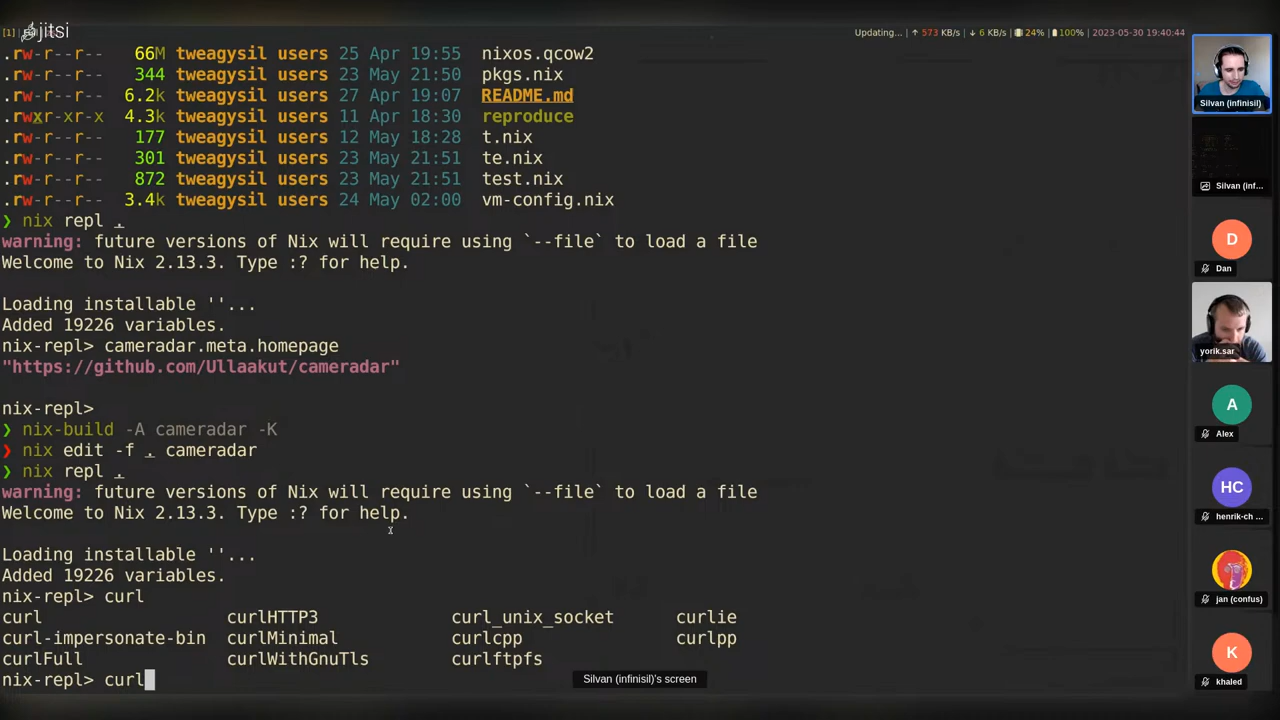 jitsi
[1]
Updating... | ↑ 573 KB/s | ↓ 6 KB/s | 24% | 100% | 2023-05-30 19:40:44
.rw-r--r-- 66M tweagysil users 25 Apr 19:55 nixos.qcow2
.rw-r--r-- 344 tweagysil users 23 May 21:50 pkgs.nix
.rw-r--r-- 6.2k tweagysil users 27 Apr 19:07 README.md
.rwxr-xr-x 4.3k tweagysil users 11 Apr 18:30 reproduce
.rw-r--r-- 177 tweagysil users 12 May 18:28 t.nix
.rw-r--r-- 301 tweagysil users 23 May 21:51 te.nix
.rw-r--r-- 872 tweagysil users 23 May 21:51 test.nix
.rw-r--r-- 3.4k tweagysil users 24 May 02:00 vm-config.nix
❯ nix repl .
warning: future versions of Nix will require using `--file` to load a file
Welcome to Nix 2.13.3. Type :? for help.
Loading installable ''...
Added 19226 variables.
nix-repl> cameradar.meta.homepage
"https://github.com/Ullaakut/cameradar"
nix-repl>
❯ nix-build -A cameradar -K
❯ nix edit -f . cameradar
❯ nix repl .
warning: future versions of Nix will require using `--file` to load a file
Welcome to Nix 2.13.3. Type :? for help.
Loading installable ''...
Added 19226 variables.
nix-repl> curl
curl curlHTTP3 curl_unix_socket curlie
curl-impersonate-bin curlMinimal curlcpp curlpp
curlFull curlWithGnuTls curlftpfs
nix-repl> curl
Silvan (infinisil)'s screen
Silvan (infinisil)
Silvan (inf...
D
Dan
yorik.sar
A
Alex
HC
henrik-ch ...
jan (confus)
K
khaled